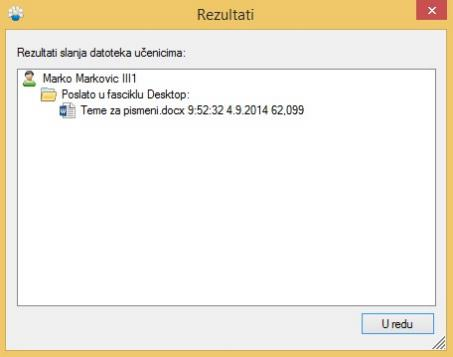 Rezultati
Rezultati slanja datoteka učenicima:
Marko Markovic III1
Poslato u fasciklu Desktop:
Teme za pismeni.docx 9:52:32 4.9.2014 62,099
U redu